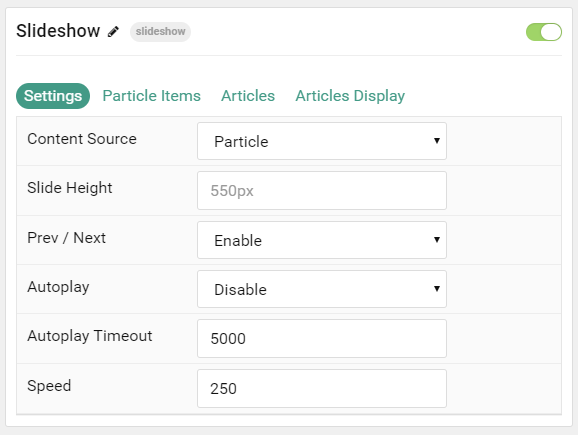 Slideshow slideshow
Settings Particle Items Articles Articles Display
Content Source Particle
Slide Height 550px
Prev / Next Enable
Autoplay Disable
Autoplay Timeout 5000
Speed 250